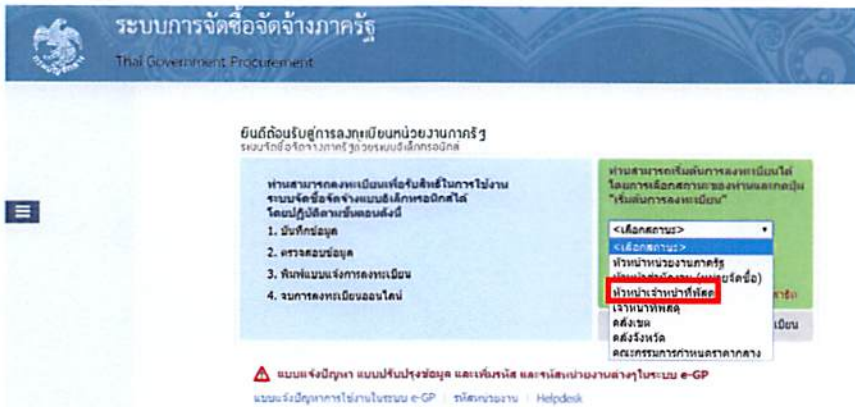 ระบบการจัดซื้อจัดจ้างภาครัฐ
Thai Government Procurement
ยินดีต้อนรับสู่การลงทะเบียนหน่วยงานภาครัฐ
ระบบจัดซื้อจัดจ้างภาครัฐด้วยระบบอิเล็กทรอนิกส์
ท่านสามารถลงทะเบียนเพื่อรับสิทธิ์ในการใช้งาน
ระบบจัดซื้อจัดจ้างแบบอิเล็กทรอนิกส์ได้
โดยปฏิบัติตามขั้นตอนดังนี้
1. บันทึกข้อมูล
2. ตรวจสอบข้อมูล
3. พิมพ์แบบแจ้งการลงทะเบียน
4. จบการลงทะเบียนออนไลน์
ท่านสามารถเริ่มต้นการลงทะเบียนได้
โดยการเลือกสถานะของท่านและกดปุ่ม
"เริ่มต้นการลงทะเบียน"
<เลือกสถานะ>
<เลือกสถานะ>
หัวหน้าหน่วยงานภาครัฐ
หัวหน้าสำนักงาน (หน่วยจัดซื้อ)
หัวหน้าเจ้าหน้าที่พัสดุ
เจ้าหน้าที่พัสดุ
คลังเขต
คลังจังหวัด
คณะกรรมการกำหนดราคากลาง
เบียน
แบบแจ้งปัญหา แบบปรับปรุงข้อมูล และเพิ่มรหัส และรหัสหน่วยงานต่างๆในระบบ e-GP
แบบแจ้งปัญหาการใช้งานในระบบ e-GP | รหัสหน่วยงาน | Helpdesk